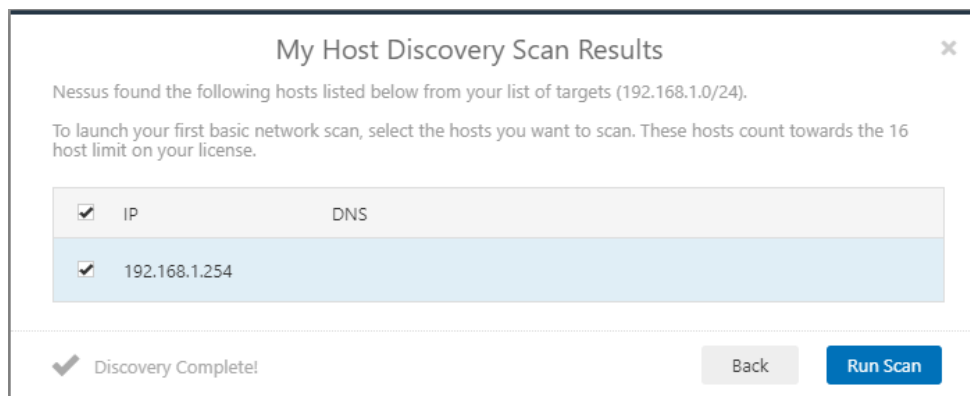 My Host Discovery Scan Results
Nessus found the following hosts listed below from your list of targets (192.168.1.0/24).
To launch your first basic network scan, select the hosts you want to scan. These hosts count towards the 16
host limit on your license.
IP DNS
192.168.1.254
Discovery Complete! Back Run Scan